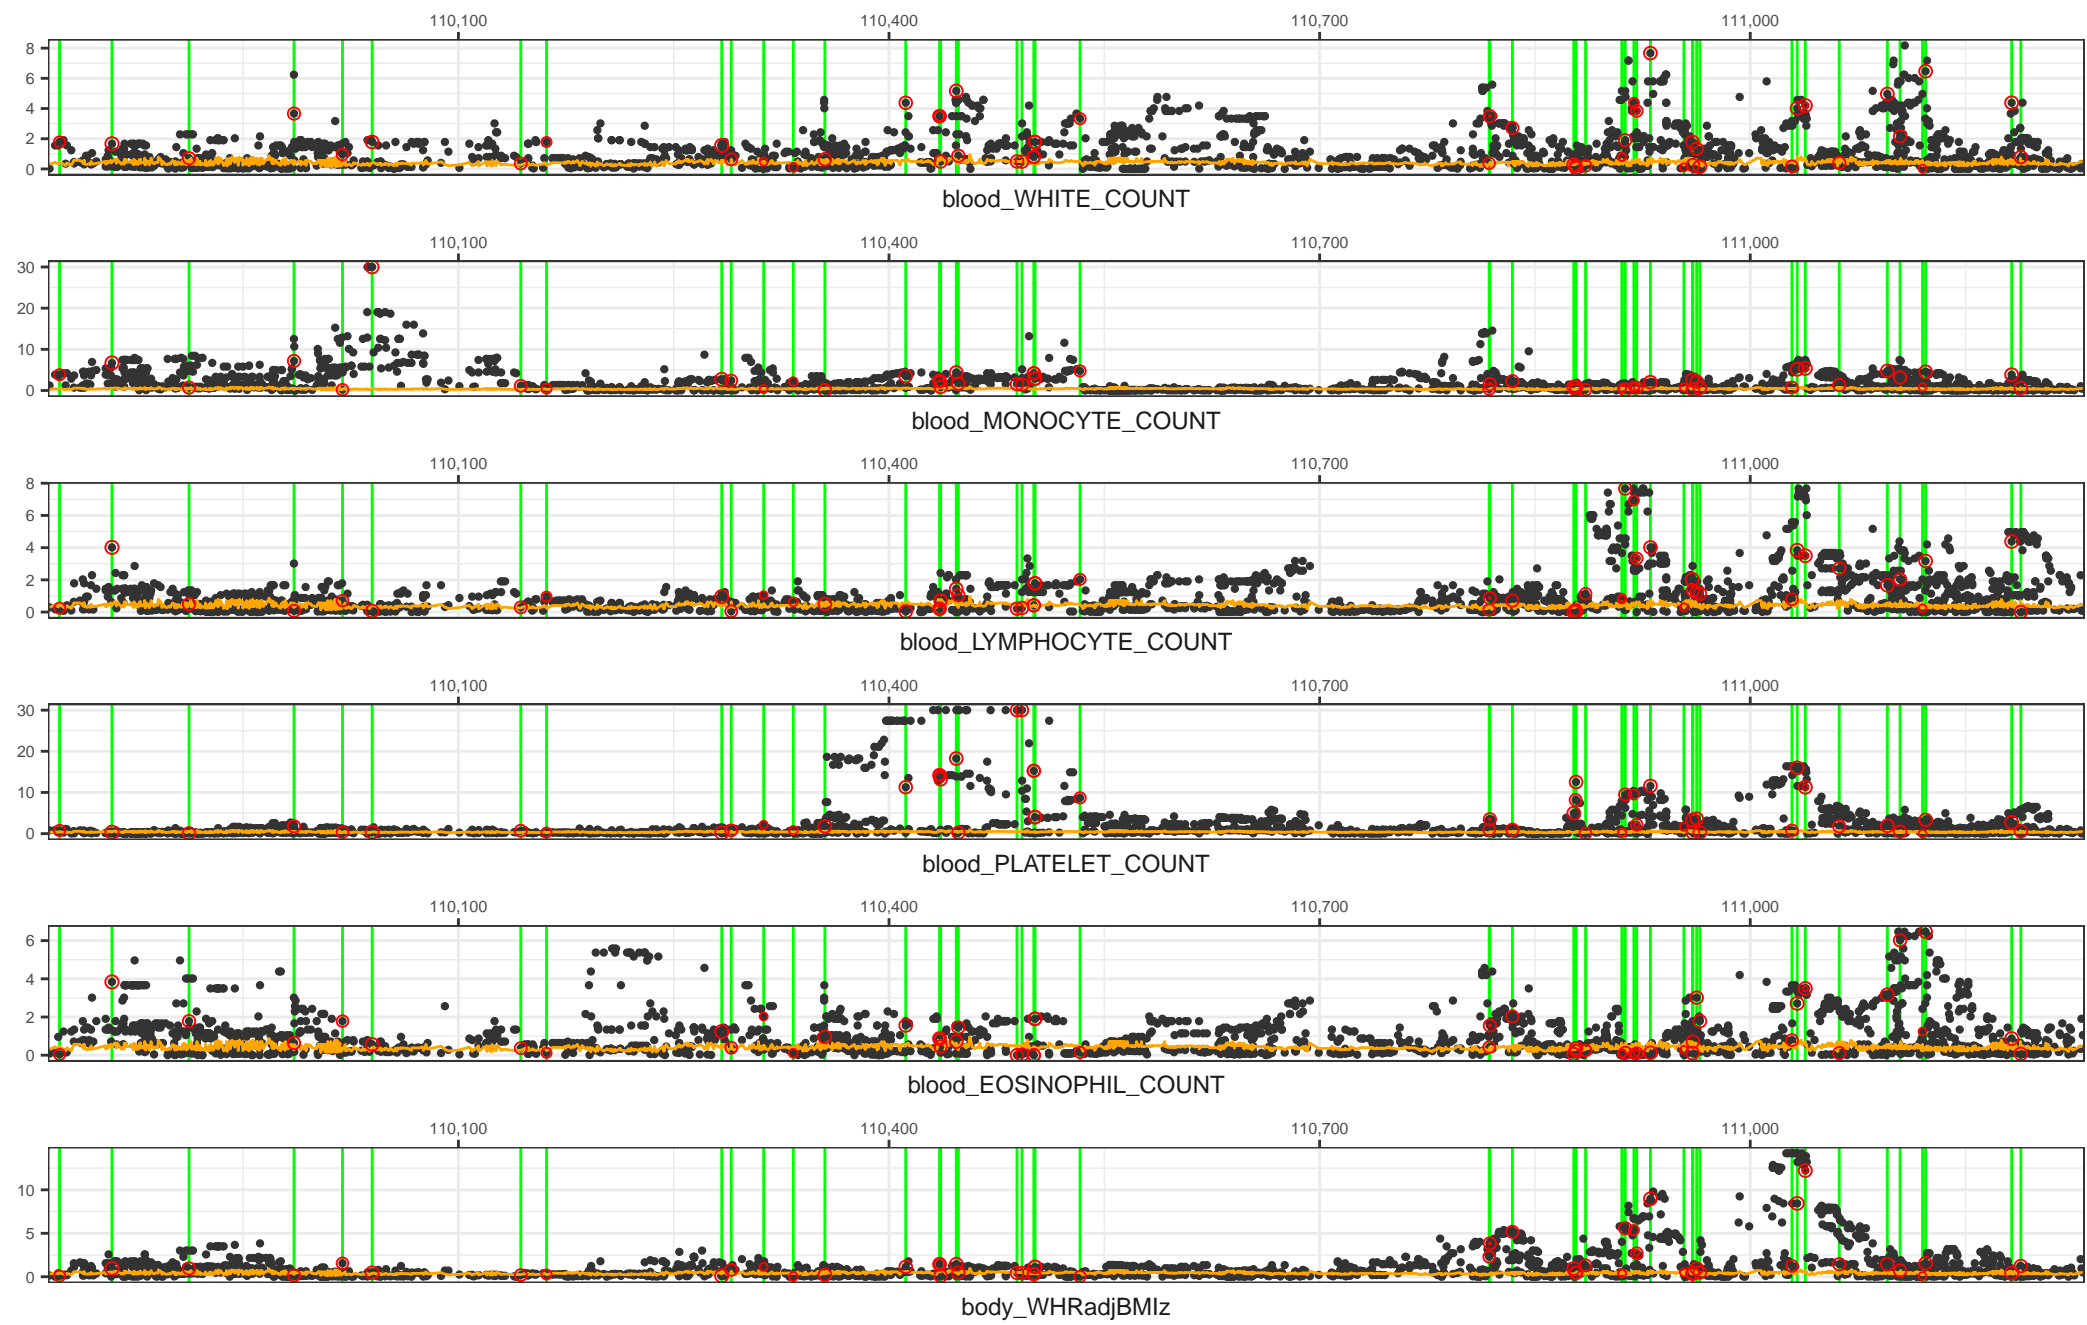 110,100 110,400 110,700 111,000
8
6
4
2
0
blood_WHITE_COUNT
110,100 110,400 110,700 111,000
30
20
10
0
blood_MONOCYTE_COUNT
110,100 110,400 110,700 111,000
8
6
4
2
0
blood_LYMPHOCYTE_COUNT
110,100 110,400 110,700 111,000
30
20
10
0
blood_PLATELET_COUNT
110,100 110,400 110,700 111,000
6
4
2
0
blood_EOSINOPHIL_COUNT
110,100 110,400 110,700 111,000
10
5
0
body_WHRadjBMIz